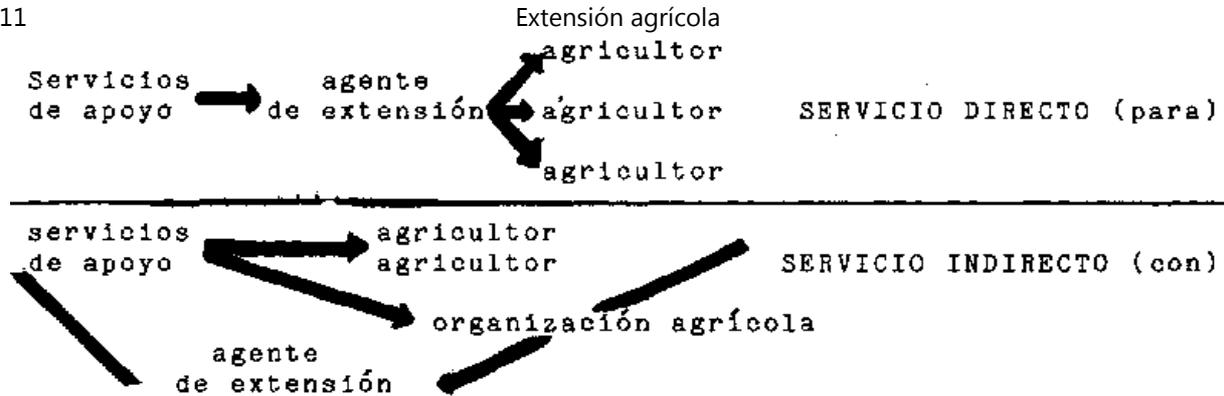 11 Extensión agrícola
agricultor
Servicios agente
de apoyo de extensión agricultor SERVICIO DIRECTO (para)
agricultor
servicios agricultor
de apoyo agricultor SERVICIO INDIRECTO (con)
organización agrícola
agente
de extensión